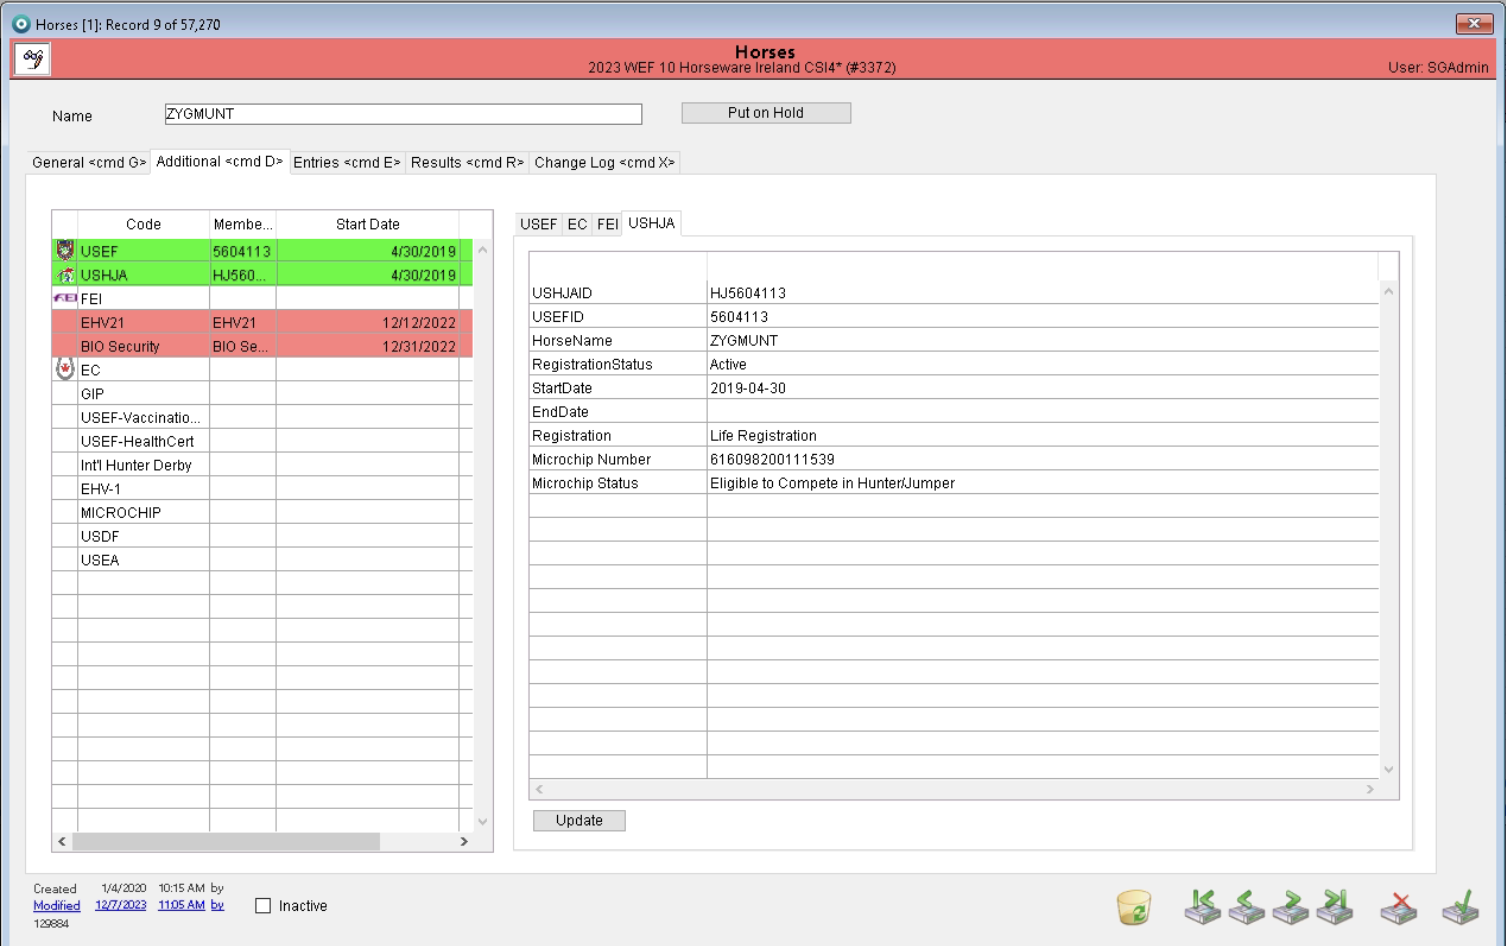 Horses [1]: Record 9 of 57,270
Horses
2023 WEF 10 Horseware Ireland CSI4* (#3372)
User: SGAdmin
Name
ZYGMUNT
Put on Hold
General <cmd G> Additional <cmd D> Entries <cmd E> Results <cmd R> Change Log <cmd X>
Code Membe... Start Date
USEF 5604113 4/30/2019
USHJA HJ560... 4/30/2019
FEI FEI
EHV21 EHV21 12/12/2022
BIO Security BIO Se... 12/31/2022
EC
GIP
USEF-Vaccinatio...
USEF-HealthCert
Int'l Hunter Derby
EHV-1
MICROCHIP
USDF
USEA
USEF EC FEI USHJA
USHJAID HJ5604113
USEFID 5604113
HorseName ZYGMUNT
RegistrationStatus Active
StartDate 2019-04-30
EndDate
Registration Life Registration
Microchip Number 616098200111539
Microchip Status Eligible to Compete in Hunter/Jumper
Update
Created 1/4/2020 10:15 AM by
Modified 12/7/2023 11:05 AM by
129884
Inactive